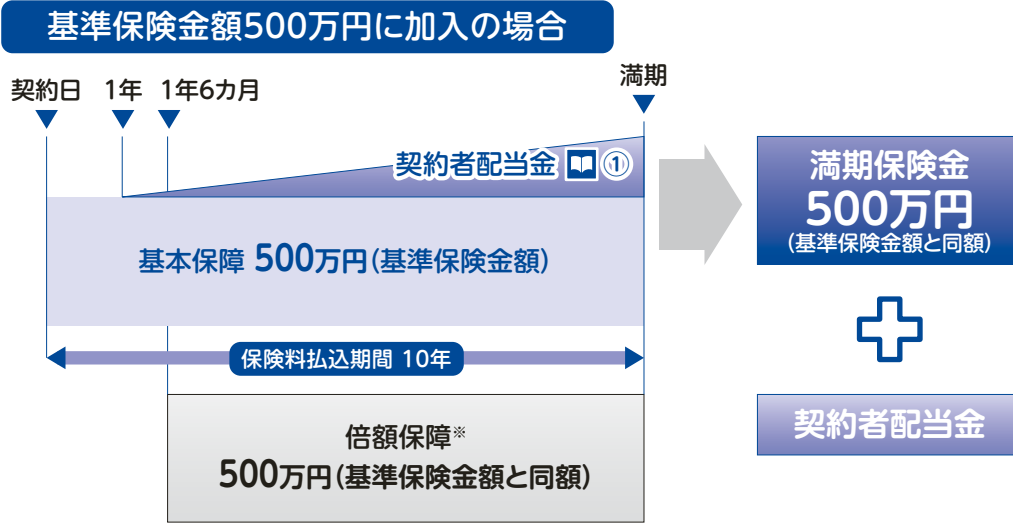 基準保険金額500万円に加入の場合
契約日 1年 1年6カ月 満期
契約者配当金 ①
基本保障 500万円(基準保険金額)
保険料払込期間 10年
倍額保障※
500万円(基準保険金額と同額)
満期保険金
500万円
(基準保険金額と同額)
契約者配当金